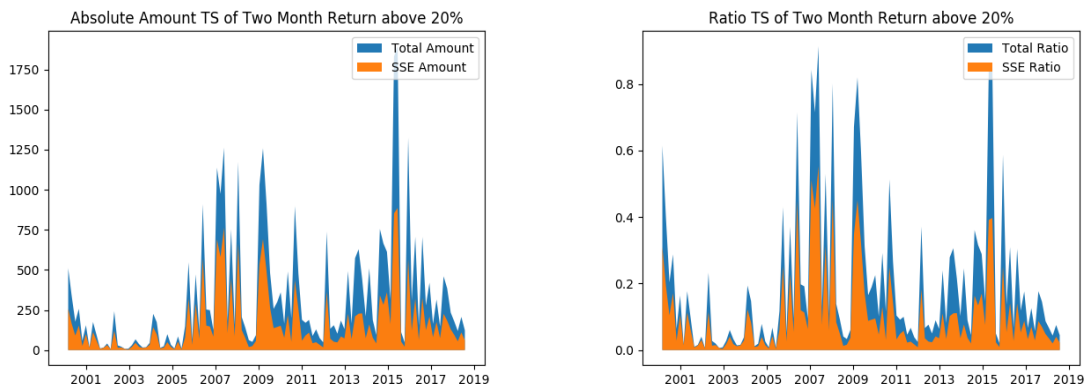 Absolute Amount TS of Two Month Return above 20%
Total Amount
SSE Amount
1750
1500
1250
1000
750
500
250
0
2001 2003 2005 2007 2009 2011 2013 2015 2017 2019
Ratio TS of Two Month Return above 20%
Total Ratio
SSE Ratio
0.8
0.6
0.4
0.2
0.0
2001 2003 2005 2007 2009 2011 2013 2015 2017 2019